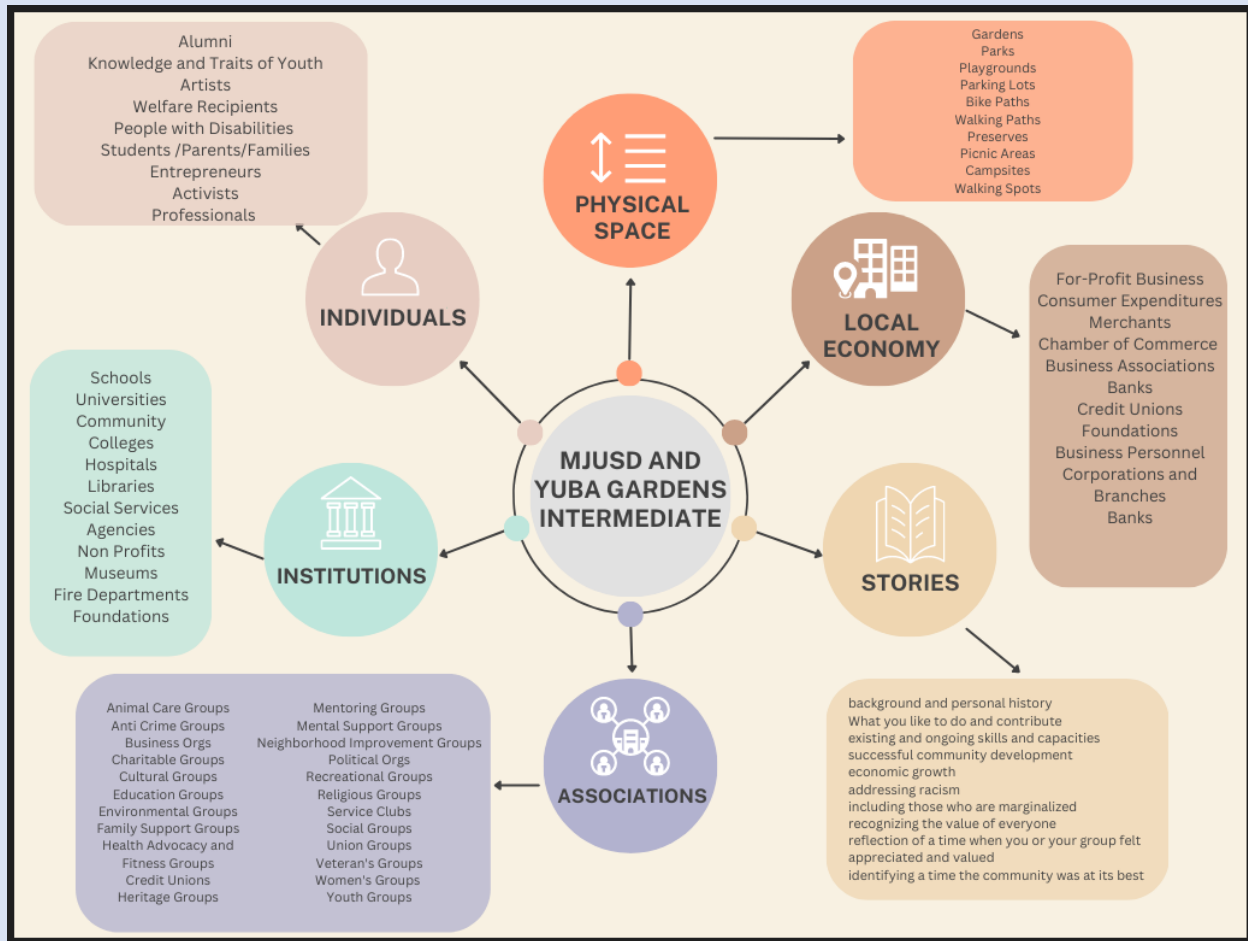 Alumni
Knowledge and Traits of Youth
Artists
Welfare Recipients
People with Disabilities
Students /Parents/Families
Entrepreneurs
Activists
Professionals
INDIVIDUALS
PHYSICAL
SPACE
Gardens
Parks
Playgrounds
Parking Lots
Bike Paths
Walking Paths
Preserves
Picnic Areas
Campsites
Walking Spots
LOCAL
ECONOMY
For-Profit Business
Consumer Expenditures
Merchants
Chamber of Commerce
Business Associations
Banks
Credit Unions
Foundations
Business Personnel
Corporations and
Branches
Banks
MJUSD AND
YUBA GARDENS
INTERMEDIATE
Schools
Universities
Community
Colleges
Hospitals
Libraries
Social Services
Agencies
Non Profits
Museums
Fire Departments
Foundations
INSTITUTIONS
STORIES
background and personal history
What you like to do and contribute
existing and ongoing skills and capacities
successful community development
economic growth
addressing racism
including those who are marginalized
recognizing the value of everyone
reflection of a time when you or your group felt
appreciated and valued
identifying a time the community was at its best
Animal Care Groups
Anti Crime Groups
Business Orgs
Charitable Groups
Cultural Groups
Education Groups
Environmental Groups
Family Support Groups
Health Advocacy and
Fitness Groups
Credit Unions
Heritage Groups
Mentoring Groups
Mental Support Groups
Neighborhood Improvement Groups
Political Orgs
Recreational Groups
Religious Groups
Service Clubs
Social Groups
Union Groups
Veteran's Groups
Women's Groups
Youth Groups
ASSOCIATIONS